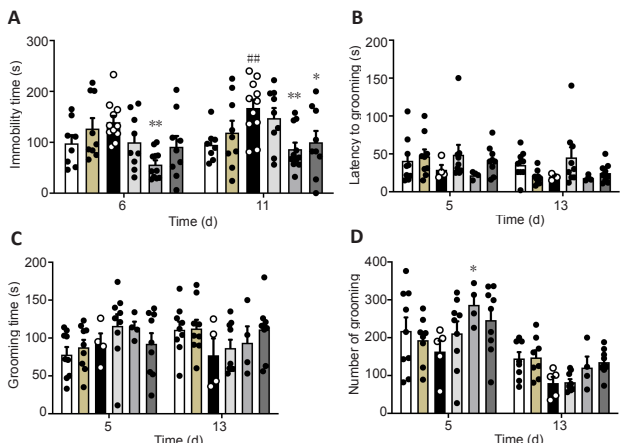 A
B
300
200
100
0
Immobility time (s)
##
**
**
*
6
11
Time (d)
200
150
100
50
0
Latency to grooming (s)
5
13
Time (d)
C
D
200
150
100
50
0
Grooming time (s)
5
13
Time (d)
400
300
200
100
0
Number of grooming
*
5
13
Time (d)